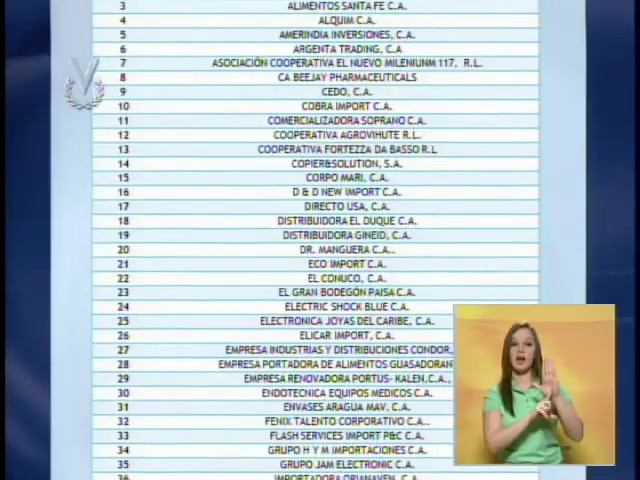 3 ALIMENTOS SANTA FE C.A.
4 ALQUIM C.A.
5 AMERINDIA INVERSIONES, C.A.
6 ARGENTA TRADING, C.A
7 ASOCIACIÓN COOPERATIVA EL NUEVO MILENIUNM 117, R.L.
8 CA BEEJAY PHARMACEUTICALS
9 CEDO, C.A.
10 COBRA IMPORT C.A.
11 COMERCIALIZADORA SOPRANO C.A.
12 COOPERATIVA AGROVIHUTE R.L.
13 COOPERATIVA FORTEZZA DA BASSO R.L
14 COPIER&SOLUTION, S.A.
15 CORPO MARI, C.A.
16 D & D NEW IMPORT C.A.
17 DIRECTO USA, C.A.
18 DISTRIBUIDORA EL DUQUE C.A.
19 DISTRIBUIDORA GINEID, C.A.
20 DR. MANGUERA C.A..
21 ECO IMPORT C.A.
22 EL CONUCO, C.A.
23 EL GRAN BODEGÓN PAISA C.A.
24 ELECTRIC SHOCK BLUE C.A.
25 ELECTRONICA JOYAS DEL CARIBE, C.A.
26 ELICAR IMPORT, C.A.
27 EMPRESA INDUSTRIAS Y DISTRIBUCIONES CONDOR,
28 EMPRESA PORTADORA DE ALIMENTOS GUASADORAN
29 EMPRESA RENOVADORA PORTUS- KALEN,C.A.,
30 ENDOTECNICA EQUIPOS MEDICOS C.A.
31 ENVASES ARAGUA MAV, C.A.
32 FENIX TALENTO CORPORATIVO C.A..
33 FLASH SERVICES IMPORT P&C C.A.
34 GRUPO H Y M IMPORTACIONES C.A.
35 GRUPO JAM ELECTRONIC C.A.
36 IMPORTADORA ORIANAVEN, C.A.